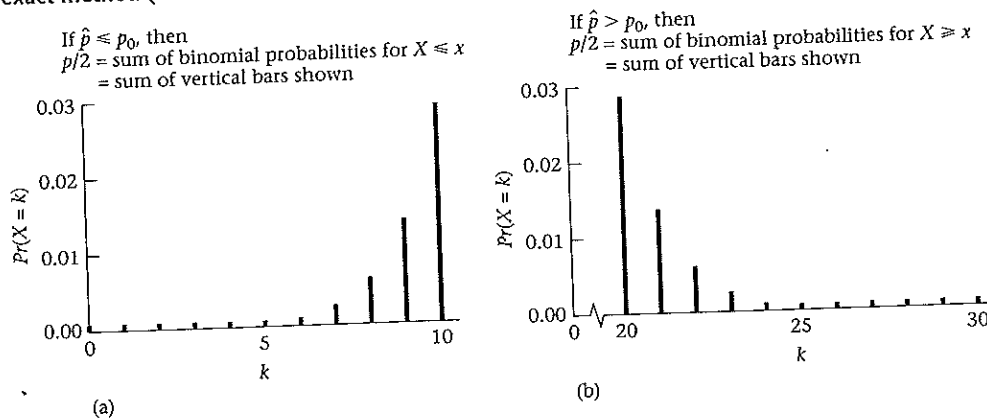 If p̂ ≤ p₀, then
p/2 = sum of binomial probabilities for X ≤ x
= sum of vertical bars shown
0.03
0.02
0.01
0.00
Pr(X = k)
0
5
10
k
(a)
If p̂ > p₀, then
p/2 = sum of binomial probabilities for X ≥ x
= sum of vertical bars shown
0.03
0.02
0.01
0.00
Pr(X = k)
0
20
25
30
k
(b)